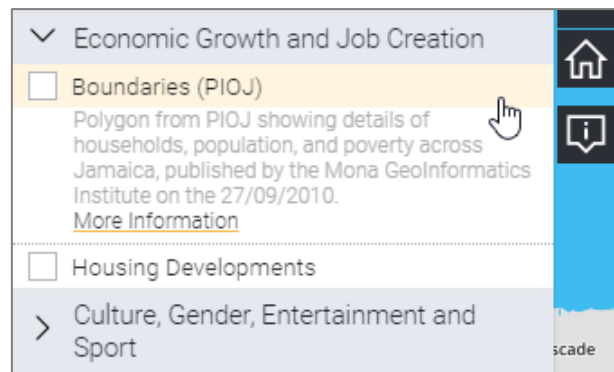 Economic Growth and Job Creation
Boundaries (PIOJ)
Polygon from PIOJ showing details of
households, population, and poverty across
Jamaica, published by the Mona GeoInformatics
Institute on the 27/09/2010.
More Information
Housing Developments
Culture, Gender, Entertainment and
Sport
scade